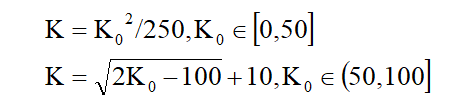 K = K₀²/250, K₀ ∈ [0,50]
K = √(2K₀ −100) +10, K₀ ∈ (50,100]